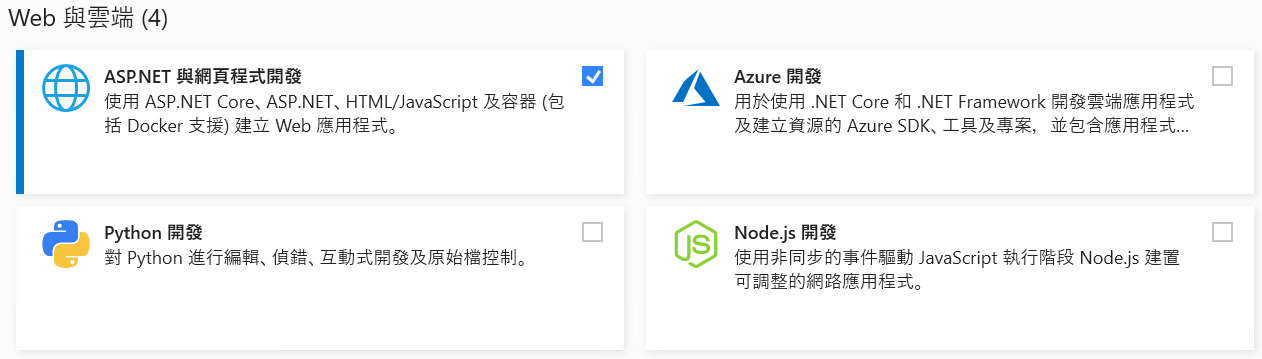 Web 與雲端 (4)
ASP.NET 與網頁程式開發
使用 ASP.NET Core、ASP.NET、HTML/JavaScript 及容器 (包
括 Docker 支援) 建立 Web 應用程式。
Azure 開發
用於使用 .NET Core 和 .NET Framework 開發雲端應用程式
及建立資源的 Azure SDK、工具及專案，並包含應用程式...
Python 開發
對 Python 進行編輯、偵錯、互動式開發及原始檔控制。
JS
Node.js 開發
使用非同步的事件驅動 JavaScript 執行階段 Node.js 建置
可調整的網路應用程式。